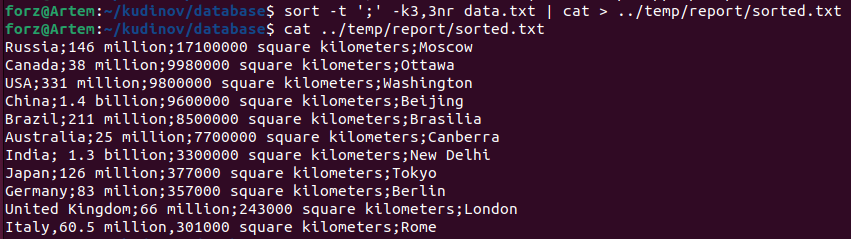 forz@Artem:~/kudinov/database$ sort -t ';' -k3,3nr data.txt | cat > ../temp/report/sorted.txt
forz@Artem:~/kudinov/database$ cat ../temp/report/sorted.txt
Russia;146 million;17100000 square kilometers;Moscow
Canada;38 million;9980000 square kilometers;Ottawa
USA;331 million;9800000 square kilometers;Washington
China;1.4 billion;9600000 square kilometers;Beijing
Brazil;211 million;8500000 square kilometers;Brasilia
Australia;25 million;7700000 square kilometers;Canberra
India; 1.3 billion;3300000 square kilometers;New Delhi
Japan;126 million;377000 square kilometers;Tokyo
Germany;83 million;357000 square kilometers;Berlin
United Kingdom;66 million;243000 square kilometers;London
Italy,60.5 million,301000 square kilometers;Rome